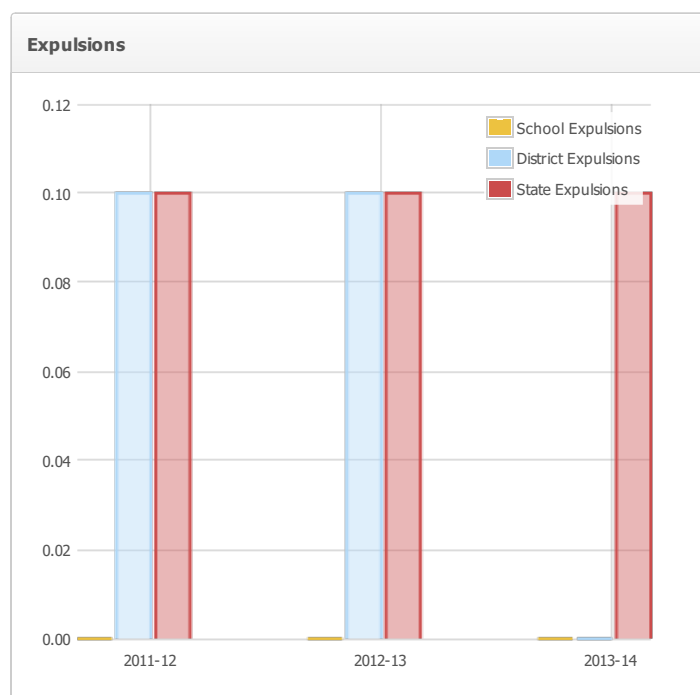 Expulsions
0.12
School Expulsions
District Expulsions
0.10
State Expulsions
0.08
0.06
0.04
0.02
0.00
2011-12
2012-13
2013-14